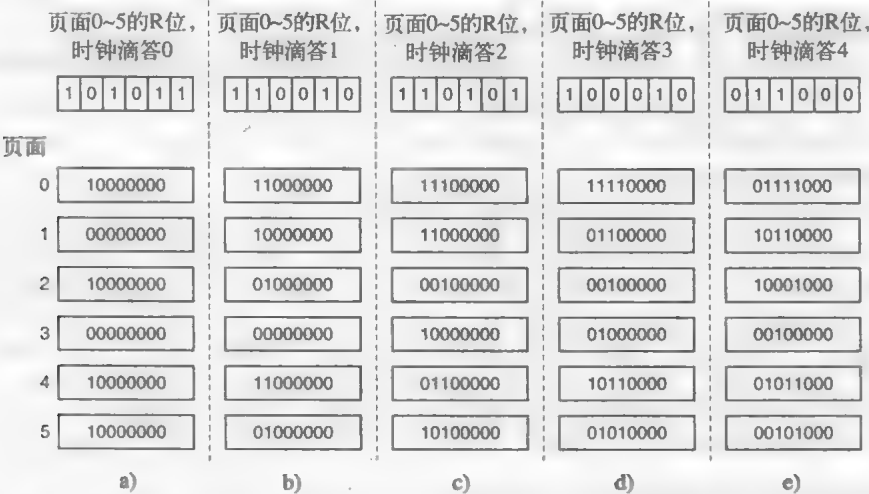 页面0~5的R位, 页面0~5的R位, 页面0~5的R位, 页面0~5的R位, 页面0~5的R位,
时钟滴答0 时钟滴答1 时钟滴答2 时钟滴答3 时钟滴答4
1 0 1 0 1 1 1 1 0 0 1 0 1 1 0 1 0 1 1 0 0 0 1 0 0 1 1 0 0 0
页面
0 10000000 11000000 11100000 11110000 01111000
1 00000000 10000000 11000000 01100000 10110000
2 10000000 01000000 00100000 00100000 10001000
3 00000000 00000000 10000000 01000000 00100000
4 10000000 11000000 01100000 10110000 01011000
5 10000000 01000000 10100000 01010000 00101000
a) b) c) d) e)